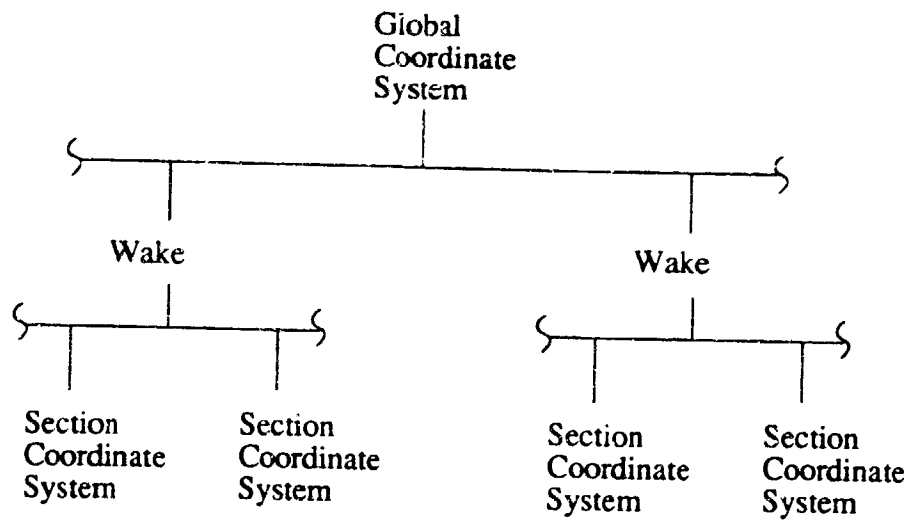 Global
Coordinate
System
Wake
Wake
Section
Coordinate
System
Section
Coordinate
System
Section
Coordinate
System
Section
Coordinate
System